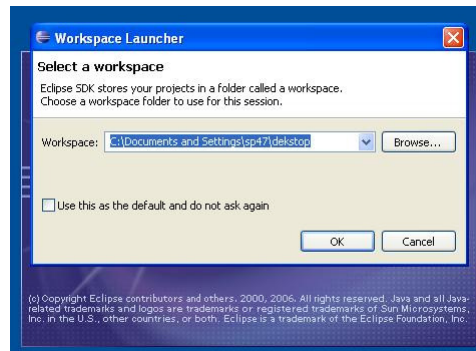 Workspace Launcher
Select a workspace
Eclipse SDK stores your projects in a folder called a workspace.
Choose a workspace folder to use for this session.
Workspace: C:\Documents and Settings\sp47\dekstop Browse...
Use this as the default and do not ask again
OK Cancel
(c) Copyright Eclipse contributors and others. 2000, 2006. All rights reserved. Java and all Java-
related trademarks and logos are trademarks or registered trademarks of Sun Microsystems,
Inc. in the U.S., other countries, or both. Eclipse is a trademark of the Eclipse Foundation, Inc.